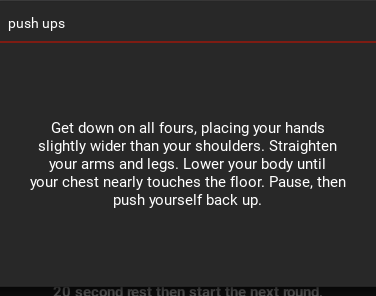 push ups
Get down on all fours, placing your hands
slightly wider than your shoulders. Straighten
your arms and legs. Lower your body until
your chest nearly touches the floor. Pause, then
push yourself back up.
20 second rest then start the next round.